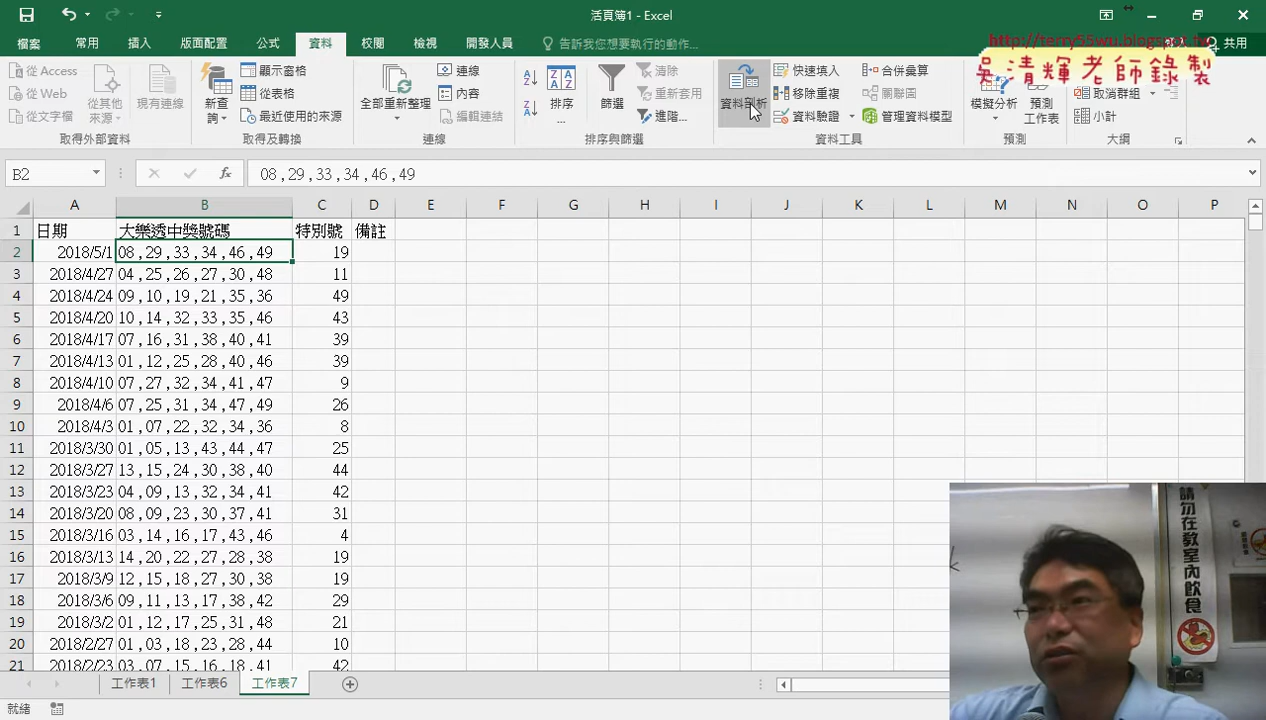 活頁簿1 - Excel
檔案 常用 插入 版面配置 公式 資料 校閱 檢視 開發人員 告訴我您想要執行的動作... 共用
http://terry55wu.blogspot.tw
吳清輝老師錄製
從 Access
從 Web
從文字檔
從其他來源
現有連線
取得外部資料
新查詢
顯示查詢
從表格
最近使用的來源
取得及轉換
全部重新整理
連線
內容
編輯連結
連線
排序...
篩選
清除
重新套用
進階...
排序與篩選
資料剖析
快速填入
移除重複
資料驗證
合併彙算
關聯圖
管理資料模型
資料工具
模擬分析
預測工作表
預測
取消群組
小計
大綱
B2 fx 08 ,29 ,33 ,34 ,46 ,49
A B C D E F G H I J K L M N O P
1 日期 大樂透中獎號碼 特別號 備註
2 2018/5/1 08 ,29 ,33 ,34 ,46 ,49 19
3 2018/4/27 04 ,25 ,26 ,27 ,30 ,48 11
4 2018/4/24 09 ,10 ,19 ,21 ,35 ,36 49
5 2018/4/20 10 ,14 ,32 ,33 ,35 ,46 43
6 2018/4/17 07 ,16 ,31 ,38 ,40 ,41 39
7 2018/4/13 01 ,12 ,25 ,28 ,40 ,46 39
8 2018/4/10 07 ,27 ,32 ,34 ,41 ,47 9
9 2018/4/6 07 ,25 ,31 ,34 ,47 ,49 26
10 2018/4/3 01 ,07 ,22 ,32 ,34 ,36 8
11 2018/3/30 01 ,05 ,13 ,43 ,44 ,47 25
12 2018/3/27 13 ,15 ,24 ,30 ,38 ,40 44
13 2018/3/23 04 ,09 ,13 ,32 ,34 ,41 42
14 2018/3/20 08 ,09 ,23 ,30 ,37 ,41 31
15 2018/3/16 03 ,14 ,16 ,17 ,43 ,46 4
16 2018/3/13 14 ,20 ,22 ,27 ,28 ,38 19
17 2018/3/9 12 ,15 ,18 ,27 ,30 ,38 19
18 2018/3/6 09 ,11 ,13 ,17 ,38 ,42 29
19 2018/3/2 01 ,12 ,17 ,25 ,31 ,48 21
20 2018/2/27 01 ,03 ,18 ,23 ,28 ,44 10
21 2018/2/23 03 ,07 ,15 ,16 ,18 ,41 42
請勿在教室內飲食
工作表1 工作表6 工作表7
就緒